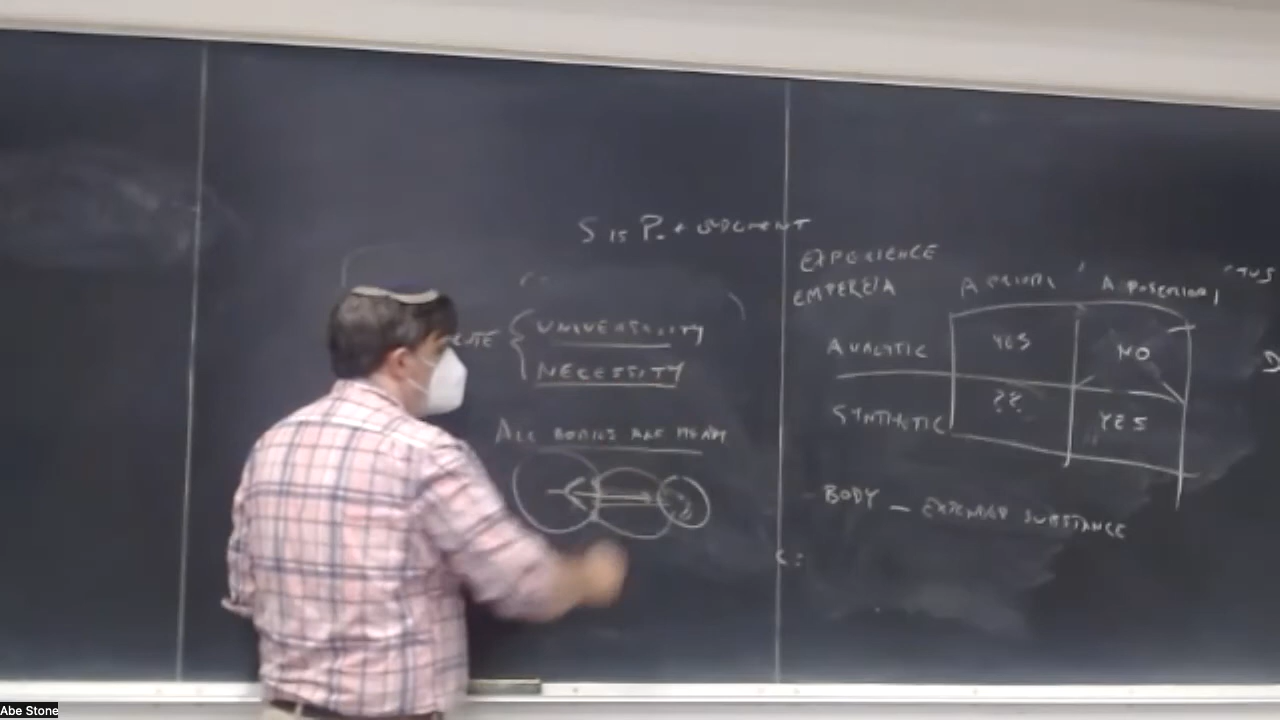 S IS P.
UNIVERSALITY
NECESSITY
ALL BODIES ARE HEAVY
EXPERIENCE
EMPEREIA
A PRIORI
A POSTERIORI
ANALYTIC
YES
NO
SYNTHETIC
??
YES
BODY — EXTENDED SUBSTANCE
Abe Stone